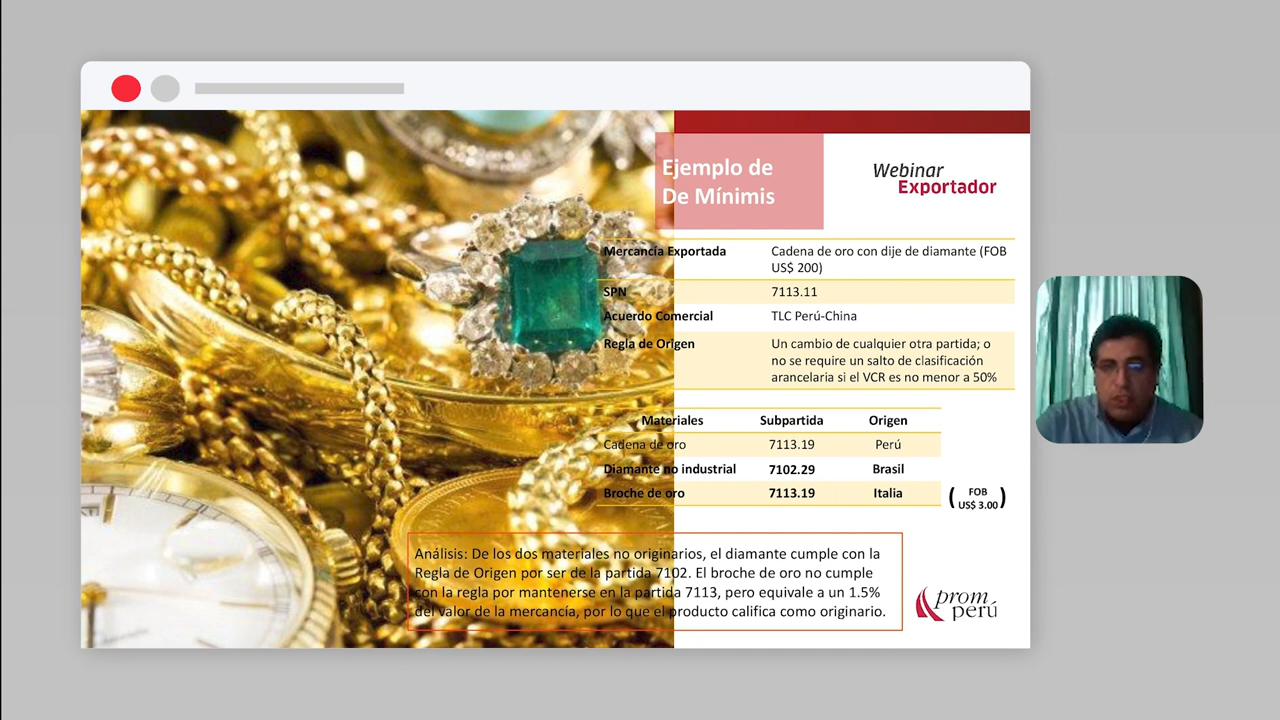 Ejemplo de
De Mínimis
Webinar
Exportador
Mercancía Exportada Cadena de oro con dije de diamante (FOB
US$ 200)
SPN 7113.11
Acuerdo Comercial TLC Perú-China
Regla de Origen Un cambio de cualquier otra partida; o
no se require un salto de clasificación
arancelaria si el VCR es no menor a 50%
Materiales Subpartida Origen
Cadena de oro 7113.19 Perú
Diamante no industrial 7102.29 Brasil
Broche de oro 7113.19 Italia
( FOB
US$ 3.00 )
Análisis: De los dos materiales no originarios, el diamante cumple con la
Regla de Origen por ser de la partida 7102. El broche de oro no cumple
con la regla por mantenerse en la partida 7113, pero equivale a un 1.5%
del valor de la mercancía, por lo que el producto califica como originario.
prom
perú